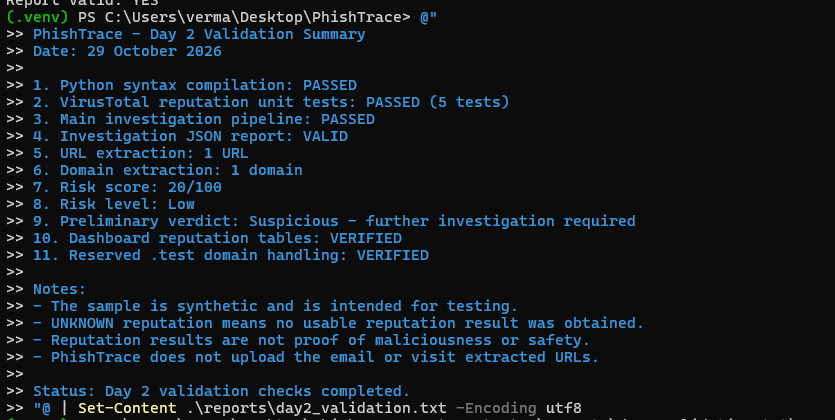 Report valid: YES
(.venv) PS C:\Users\verma\Desktop\PhishTrace> @"
>> PhishTrace - Day 2 Validation Summary
>> Date: 29 October 2026
>>
>> 1. Python syntax compilation: PASSED
>> 2. VirusTotal reputation unit tests: PASSED (5 tests)
>> 3. Main investigation pipeline: PASSED
>> 4. Investigation JSON report: VALID
>> 5. URL extraction: 1 URL
>> 6. Domain extraction: 1 domain
>> 7. Risk score: 20/100
>> 8. Risk level: Low
>> 9. Preliminary verdict: Suspicious - further investigation required
>> 10. Dashboard reputation tables: VERIFIED
>> 11. Reserved .test domain handling: VERIFIED
>>
>> Notes:
>> - The sample is synthetic and is intended for testing.
>> - UNKNOWN reputation means no usable reputation result was obtained.
>> - Reputation results are not proof of maliciousness or safety.
>> - PhishTrace does not upload the email or visit extracted URLs.
>>
>> Status: Day 2 validation checks completed.
>> "@ | Set-Content .\reports\day2_validation.txt -Encoding utf8